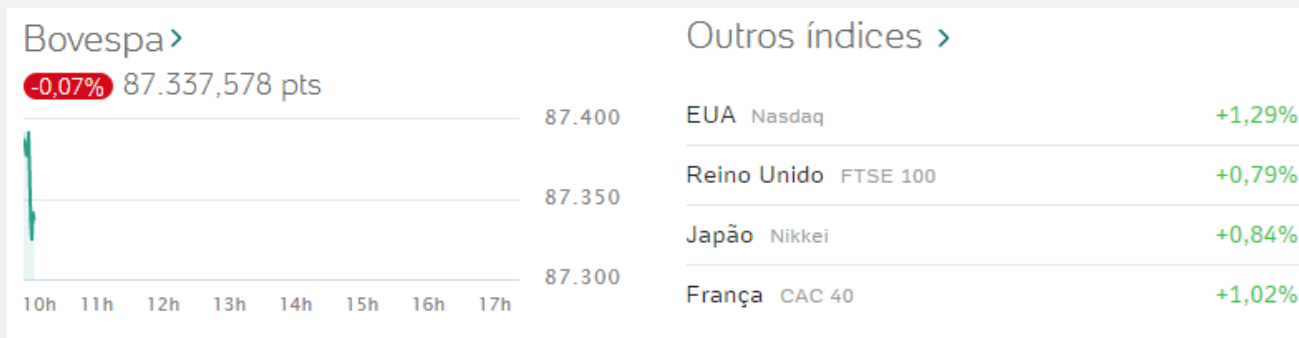 Bovespa
-0,07% 87.337,578 pts
87.400
87.350
87.300
10h 11h 12h 13h 14h 15h 16h 17h
Outros índices
EUA Nasdaq +1,29%
Reino Unido FTSE 100 +0,79%
Japão Nikkei +0,84%
França CAC 40 +1,02%